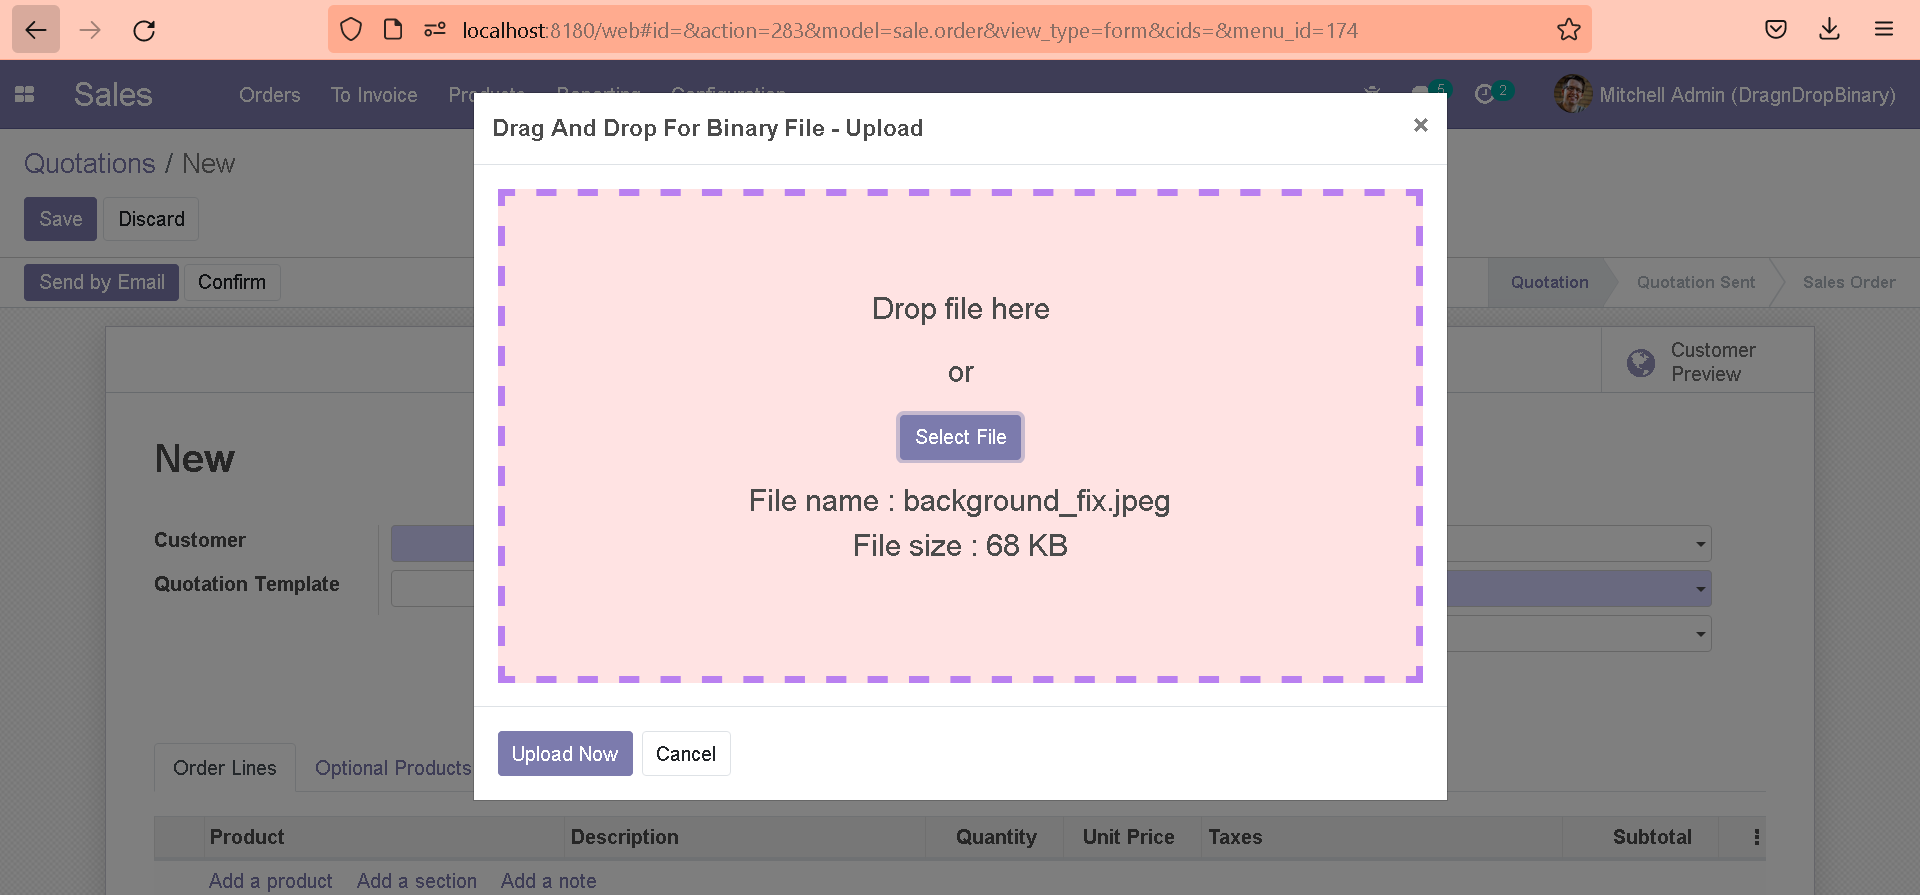 localhost:8180/web#id=&action=283&model=sale.order&view_type=form&cids=&menu_id=174
Sales
Orders
To Invoice
Products
Reporting
Configuration
5
2
Mitchell Admin (DragnDropBinary)
Drag And Drop For Binary File - Upload
×
Quotations / New
Save
Discard
Send by Email
Confirm
Quotation
Quotation Sent
Sales Order
Drop file here
or
Select File
File name : background_fix.jpeg
File size : 68 KB
Customer
Preview
New
Customer
Quotation Template
Upload Now
Cancel
Order Lines
Optional Products
Product
Description
Quantity
Unit Price
Taxes
Subtotal
Add a product
Add a section
Add a note